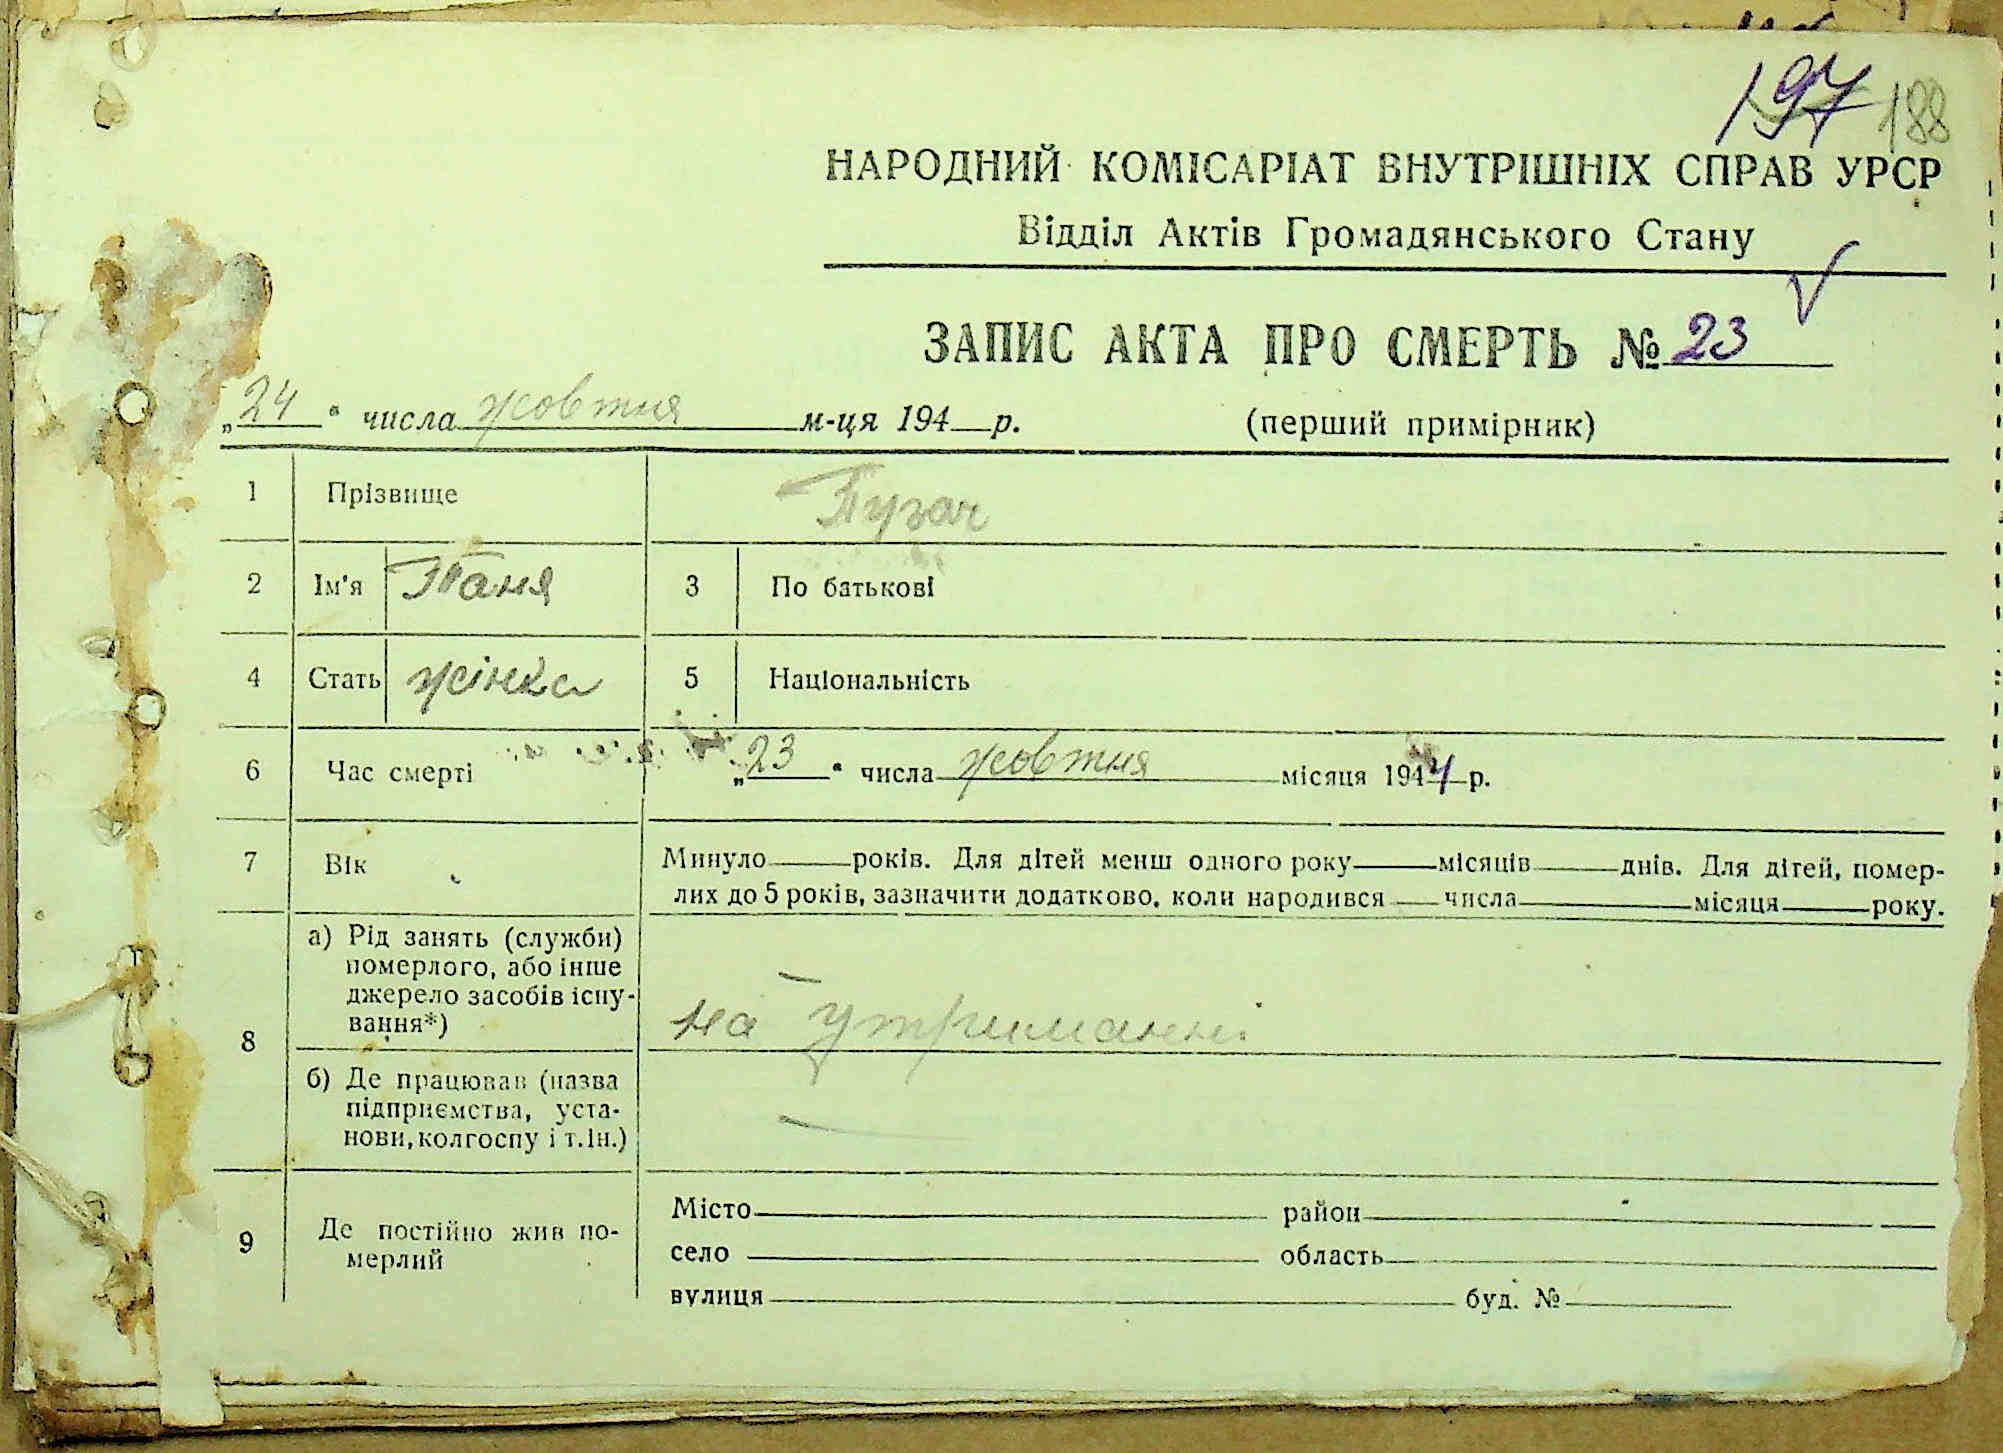 197 188
НАРОДНИЙ КОМІСАРІАТ ВНУТРІШНІХ СПРАВ УРСР
Відділ Актів Громадянського Стану
ЗАПИС АКТА ПРО СМЕРТЬ № 23
„24“ числа жовтня м-ця 194 р. (перший примірник)
1 Прізвище Пугач
2 Ім'я Таня 3 По батькові
4 Стать жінка 5 Національність
6 Час смерті „23“ числа жовтня місяця 1944 р.
7 Вік Минуло років. Для дітей менш одного року місяців днів. Для дітей, помер-
лих до 5 років, зазначити додатково, коли народився числа місяця року.
8 а) Рід занять (служби)
померлого, або інше
джерело засобів існу-
вання*) на утриманні
б) Де працював (назва
підприємства, уста-
нови, колгоспу і т.ін.) —
9 Де постійно жив по-
мерлий
Місто район
село область
вулиця буд. №